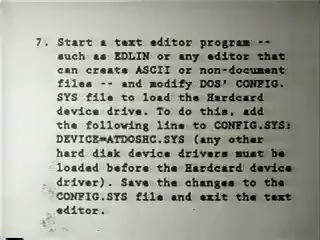 7. Start a text editor program --
such as EDLIN or any editor that
can create ASCII or non-document
files -- and modify DOS' CONFIG.
SYS file to load the Hardcard
device drive. To do this, add
the following line to CONFIG.SYS:
DEVICE=ATDOSHC.SYS (any other
hard disk device drivers must be
loaded before the Hardcard device
driver). Save the changes to the
CONFIG.SYS file and exit the text
editor.